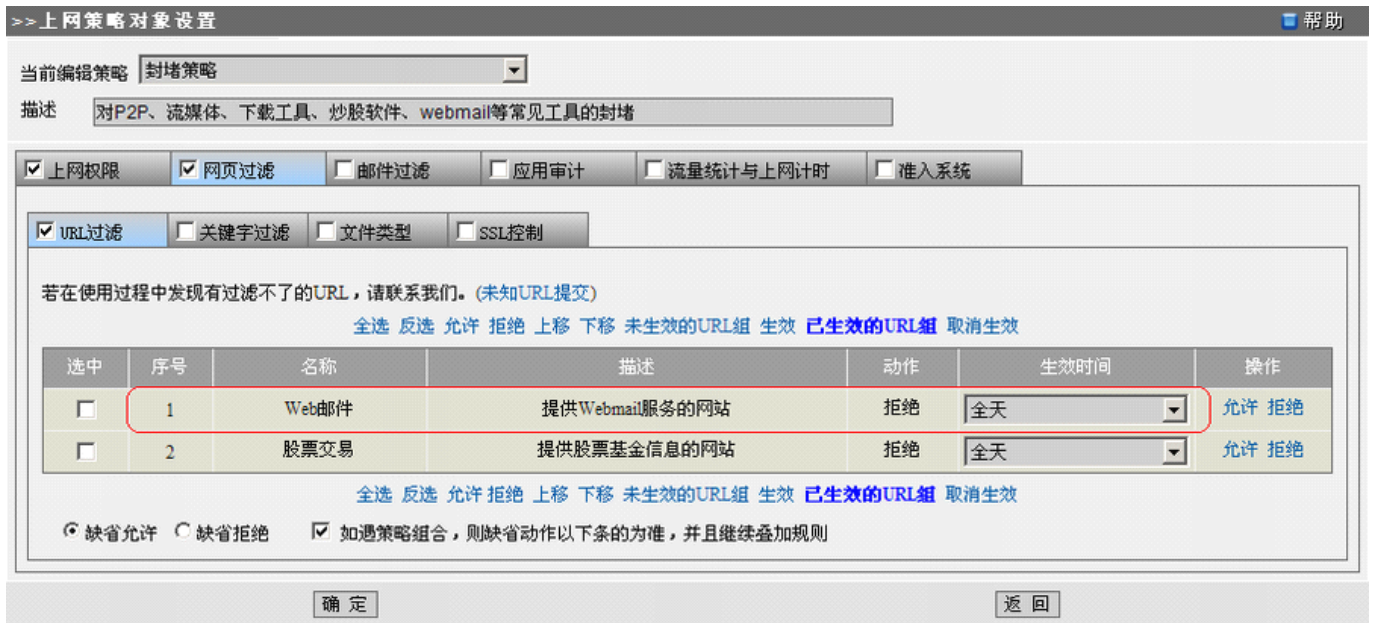 >>上网策略对象设置 帮助
当前编辑策略 封堵策略
描述 对P2P、流媒体、下载工具、炒股软件、webmail等常见工具的封堵
上网权限 网页过滤 邮件过滤 应用审计 流量统计与上网计时 准入系统
URL过滤 关键字过滤 文件类型 SSL控制
若在使用过程中发现有过滤不了的URL，请联系我们。(未知URL提交)
全选 反选 允许 拒绝 上移 下移 未生效的URL组 生效 已生效的URL组 取消生效
选中 序号 名称 描述 动作 生效时间 操作
1 Web邮件 提供Webmail服务的网站 拒绝 全天 允许 拒绝
2 股票交易 提供股票基金信息的网站 拒绝 全天 允许 拒绝
全选 反选 允许 拒绝 上移 下移 未生效的URL组 生效 已生效的URL组 取消生效
缺省允许 缺省拒绝 如遇策略组合，则缺省动作以下条的为准，并且继续叠加规则
确 定 返 回